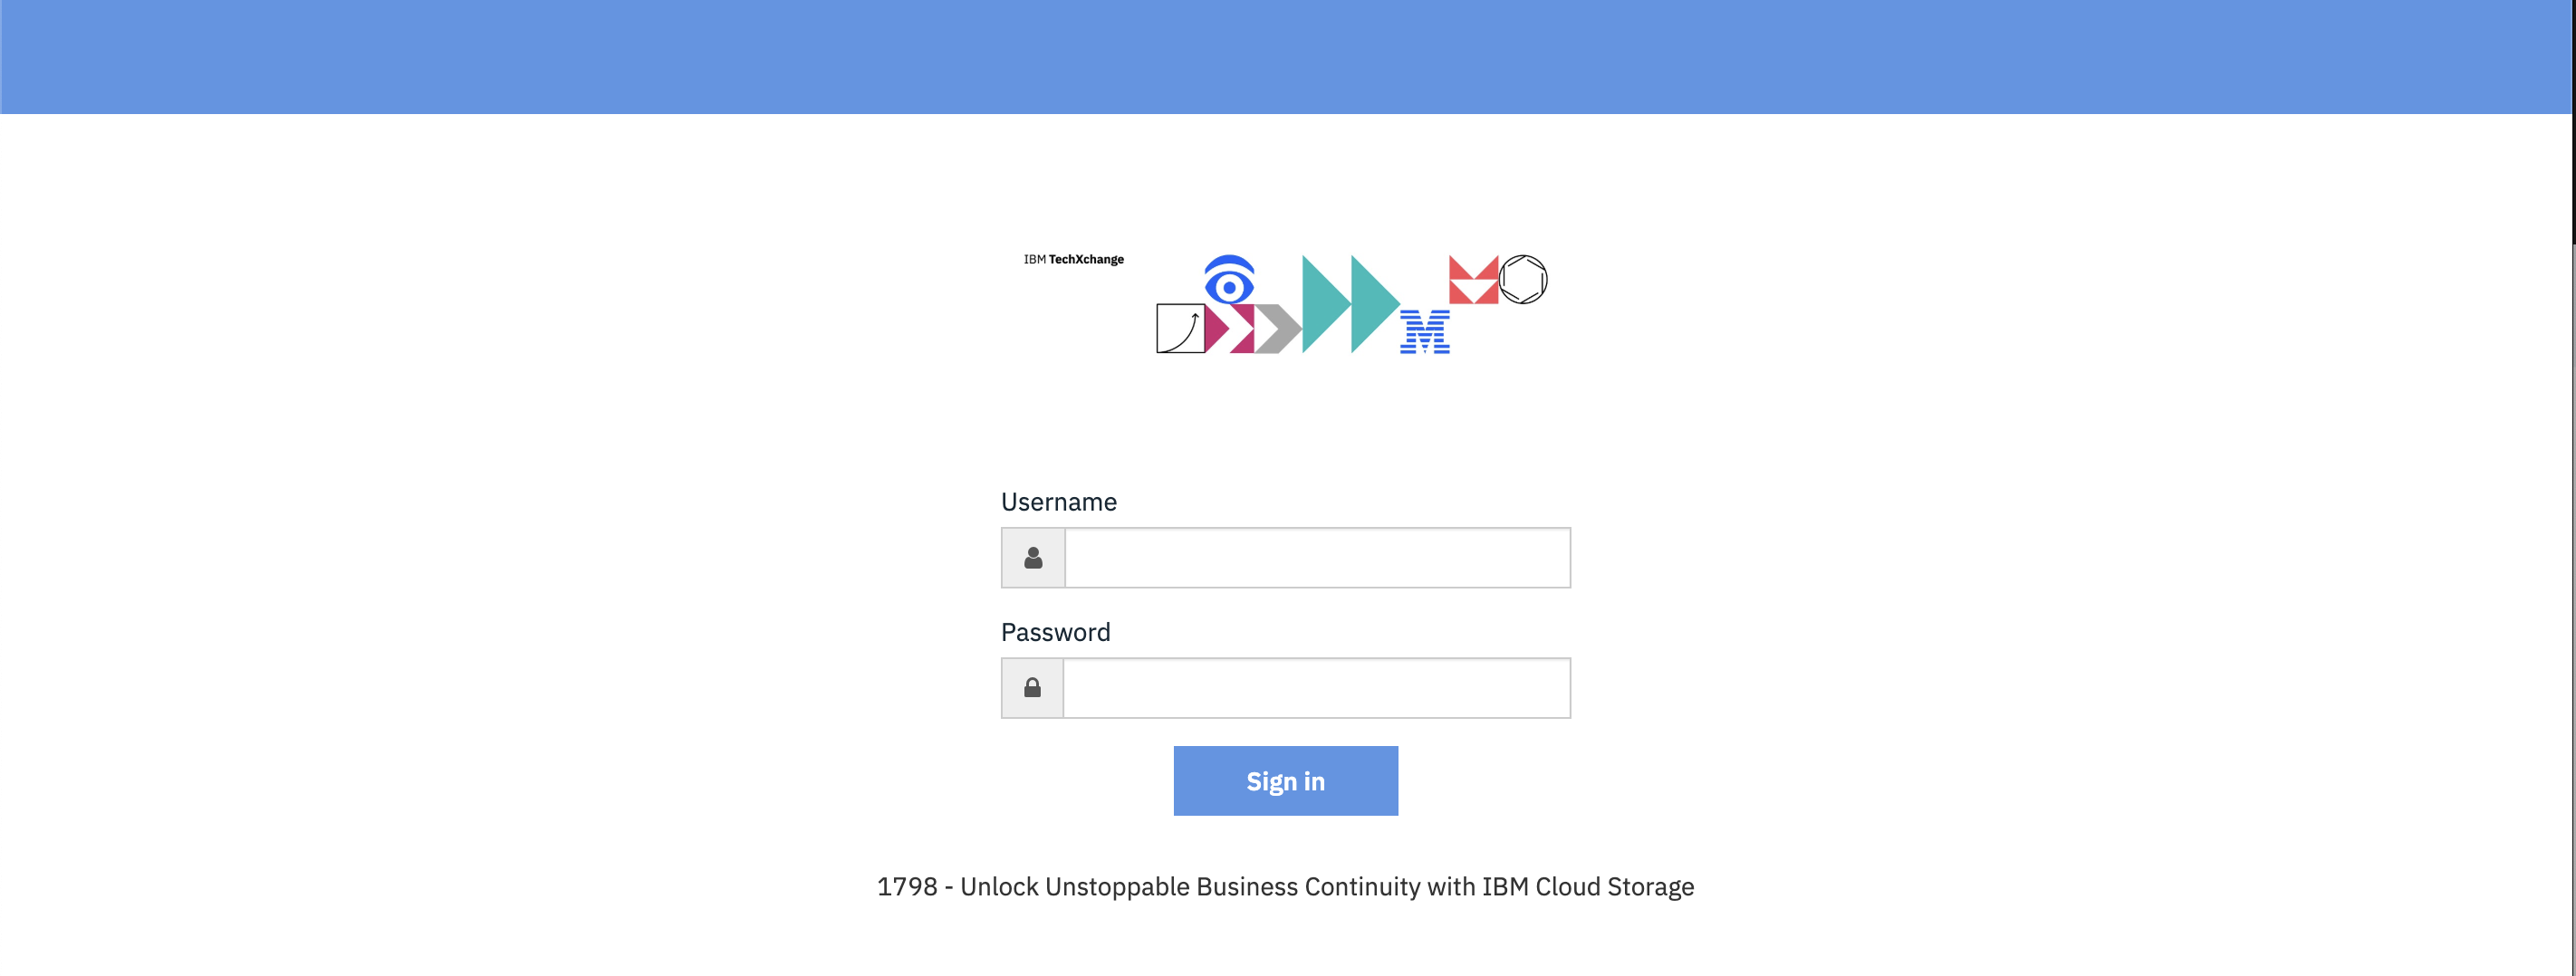 IBM TechXchange
Username
Password
Sign in
1798 - Unlock Unstoppable Business Continuity with IBM Cloud Storage